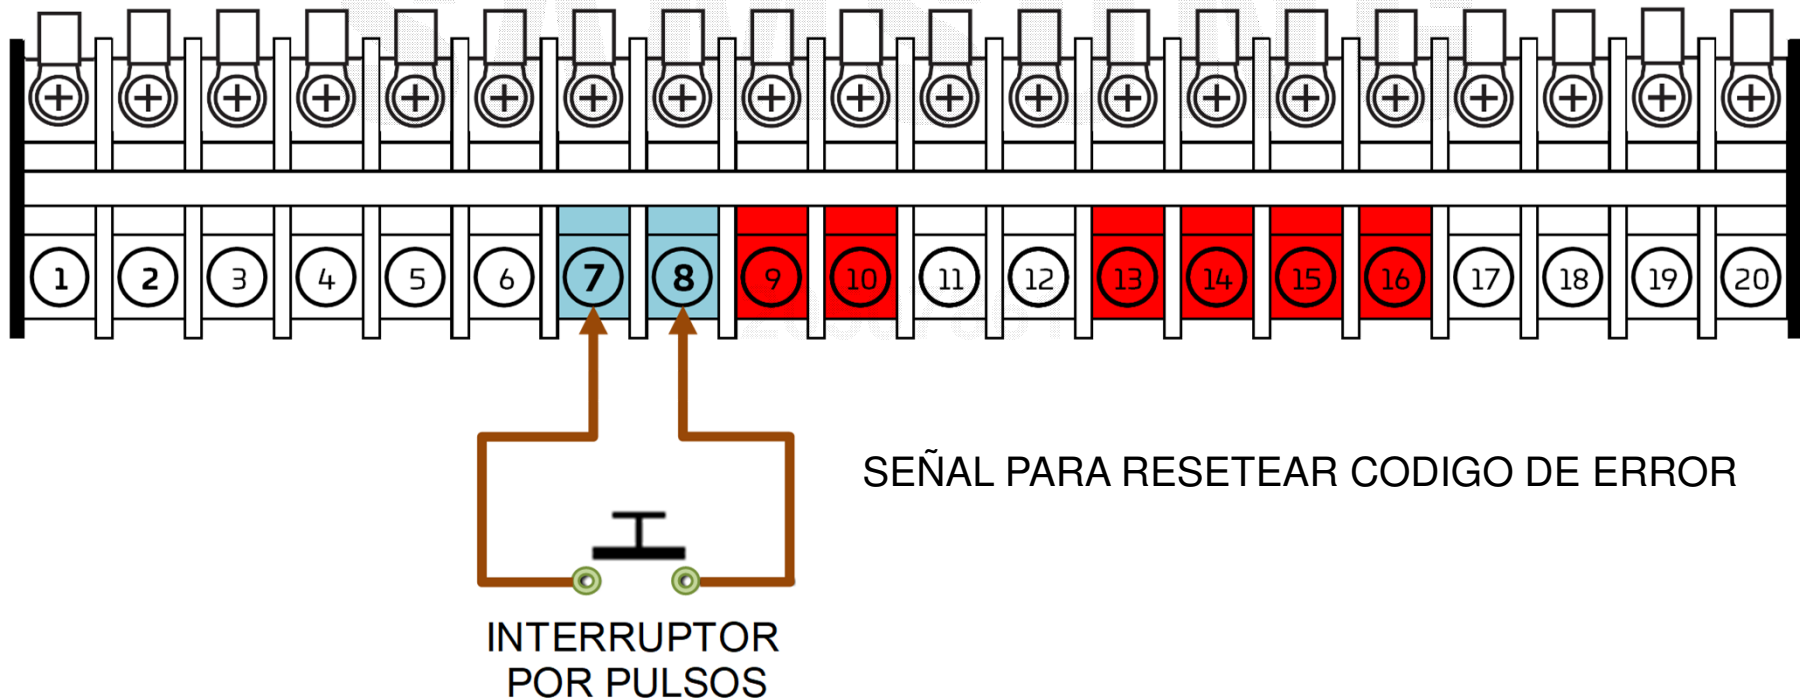 1 2 3 4 5 6 7 8 9 10 11 12 13 14 15 16 17 18 19 20
SEÑAL PARA RESETEAR CODIGO DE ERROR
INTERRUPTOR
POR PULSOS